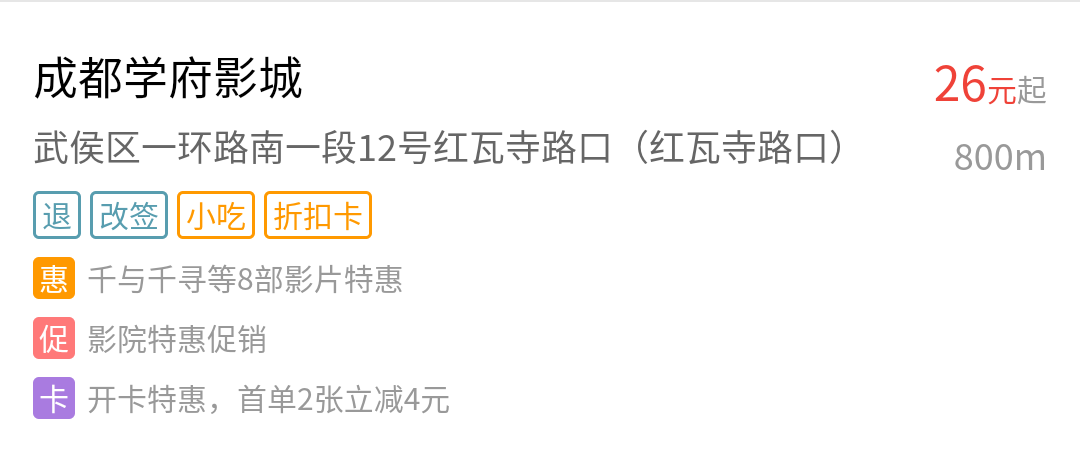 成都学府影城
26元起
武侯区一环路南一段12号红瓦寺路口（红瓦寺路口）
800m
退 改签 小吃 折扣卡
惠 千与千寻等8部影片特惠
促 影院特惠促销
卡 开卡特惠，首单2张立减4元